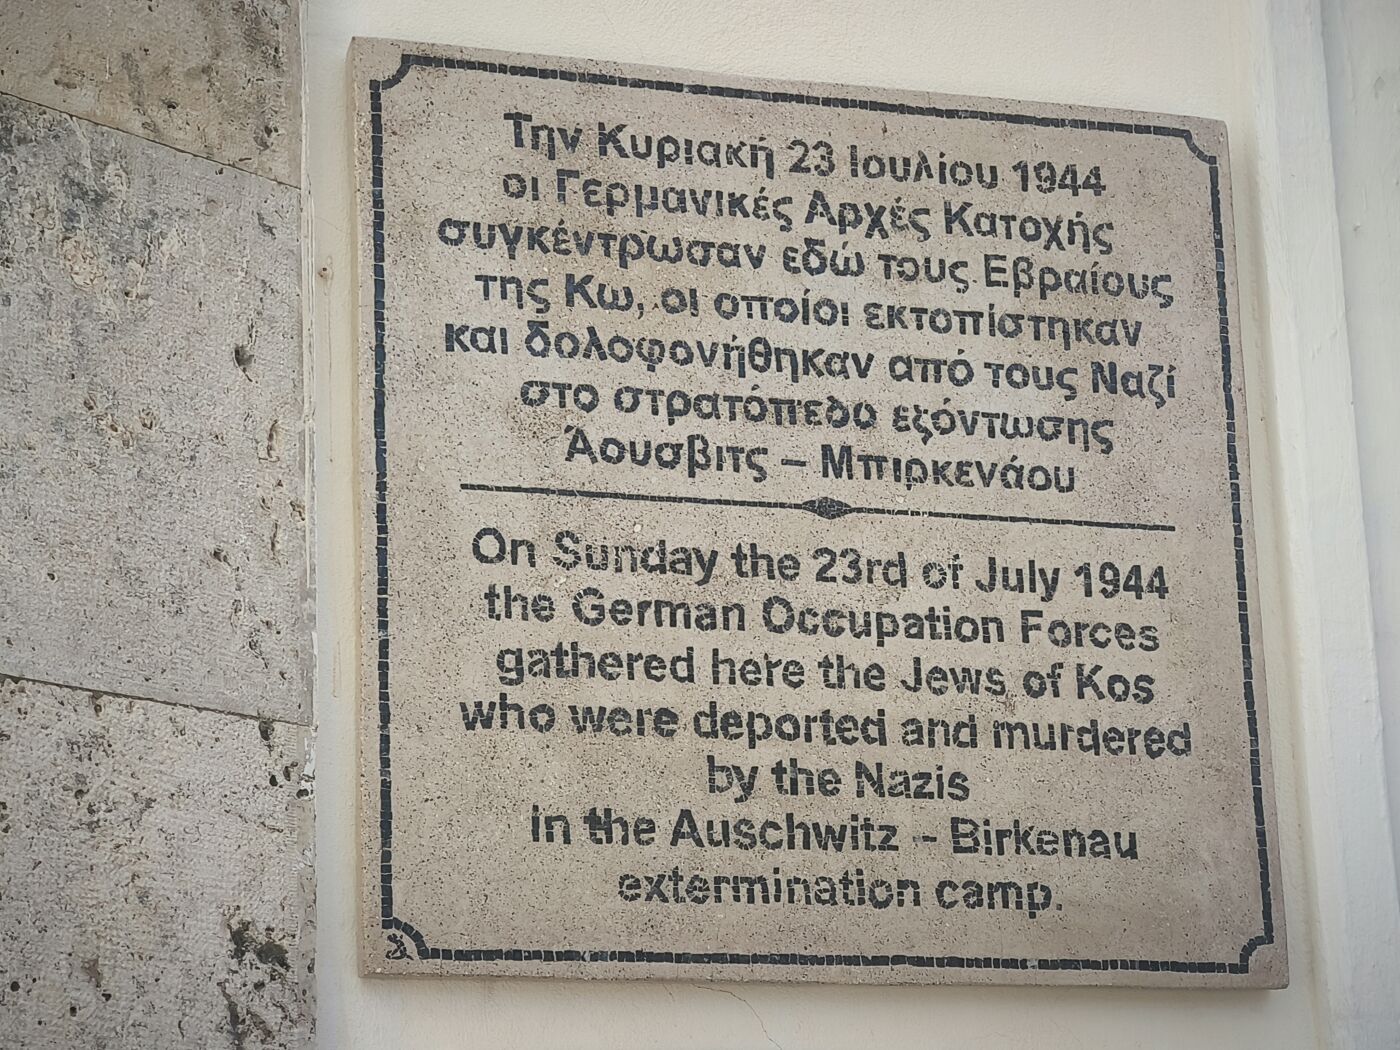 Την Κυριακή 23 Ιουλίου 1944
οι Γερμανικές Αρχές Κατοχής
συγκέντρωσαν εδώ τους Εβραίους
της Κω, οι οποίοι εκτοπίστηκαν
και δολοφονήθηκαν από τους Ναζί
στο στρατόπεδο εξόντωσης
Άουσβιτς – Μπιρκενάου
On Sunday the 23rd of July 1944
the German Occupation Forces
gathered here the Jews of Kos
who were deported and murdered
by the Nazis
in the Auschwitz – Birkenau
extermination camp.